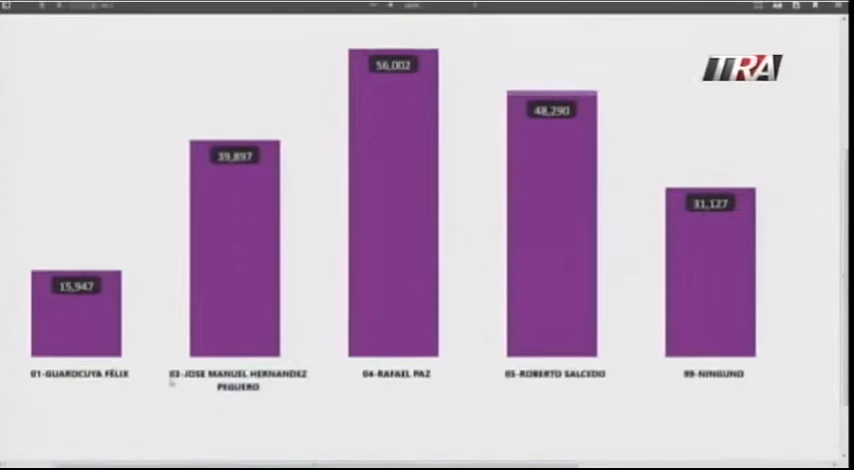 TRA
56,002
48,290
39,897
31,127
15,947
01-GUAROCUYA FÉLIX
03-JOSE MANUEL HERNANDEZ
PEGUERO
04-RAFAEL PAZ
05-ROBERTO SALCEDO
99-NINGUNO